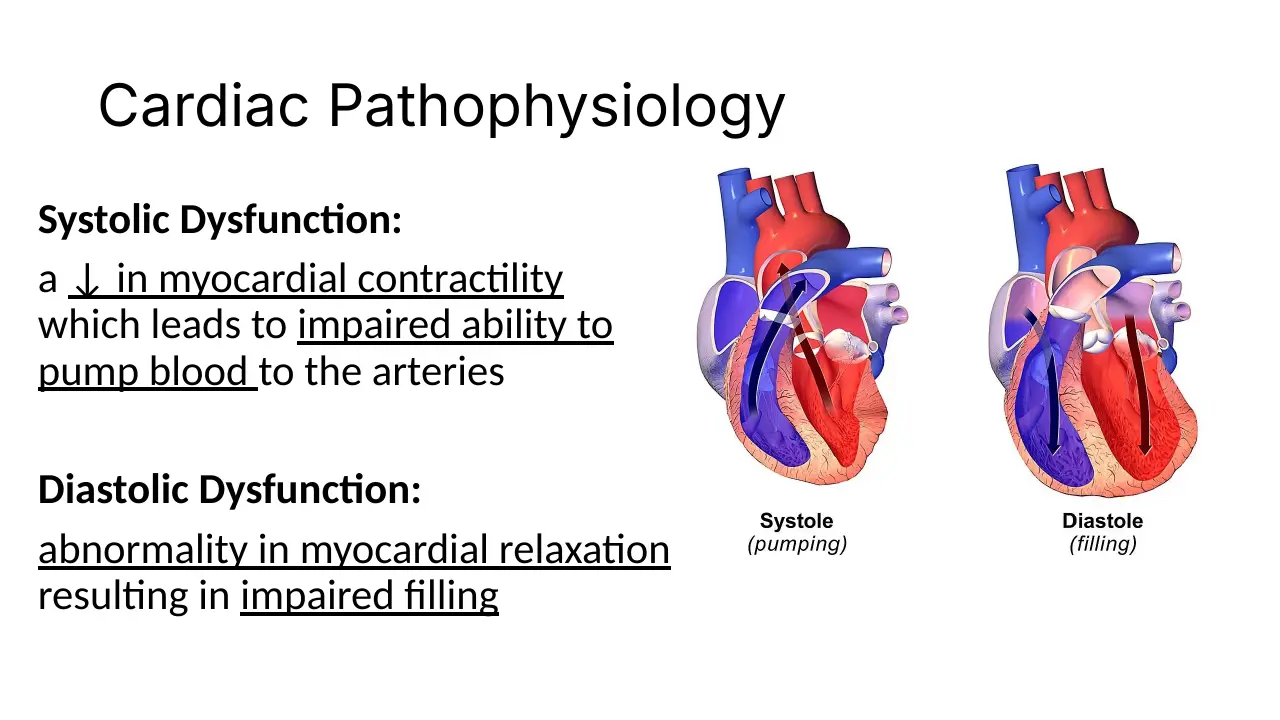 Cardiac Pathophysiology
Systolic Dysfunction:
a ↓ in myocardial contractility
which leads to impaired ability to
pump blood to the arteries
Diastolic Dysfunction:
abnormality in myocardial relaxation
resulting in impaired filling
Systole
(pumping)
Diastole
(filling)